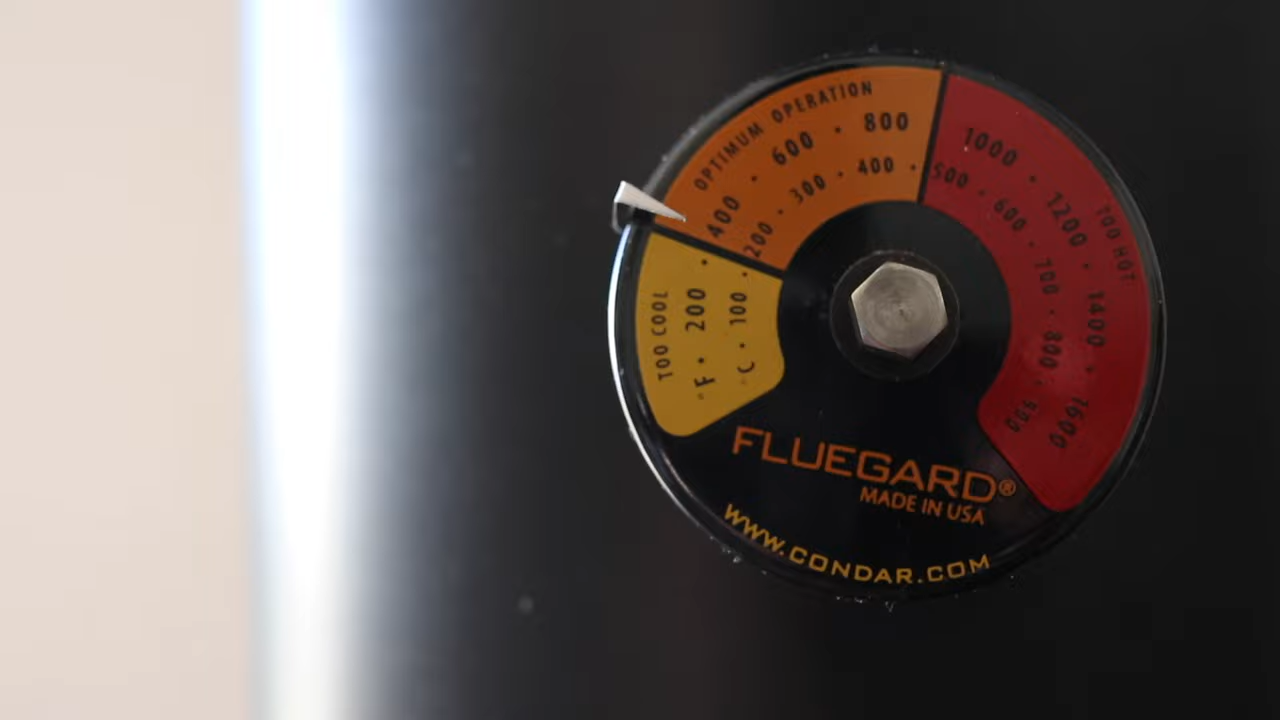 OPTIMUM OPERATION
400 · 600 · 800
200 · 300 · 400 ·
TOO HOT
1000 · 1200 · 1400 · 1600
500 · 600 · 700 · 800 · 900
TOO COOL
°F · 200 ·
°C · 100 ·
FLUEGARD®
MADE IN USA
WWW.CONDAR.COM